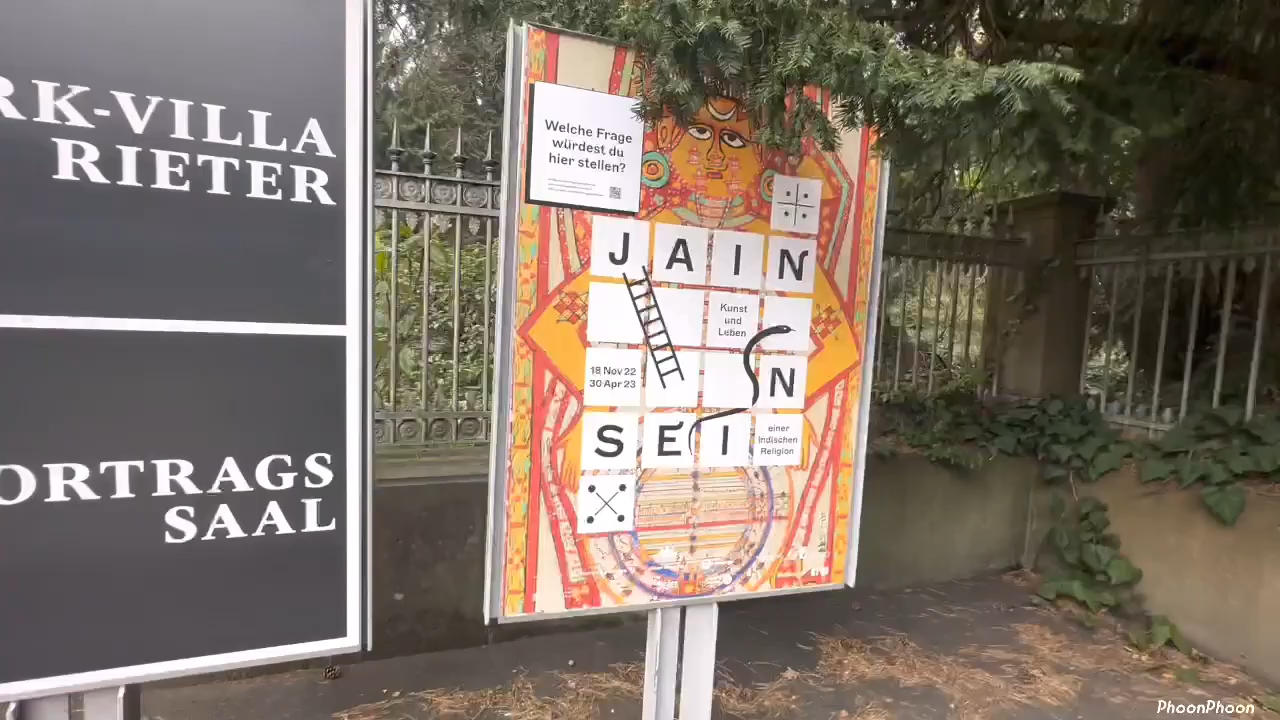 RK-VILLA
RIETER
ORTRAGS
SAAL
Welche Frage
würdest du
hier stellen?
JAIN
Kunst
und
Leben
18 Nov 22
30 Apr 23
N
SEI
einer
indischen
Religion
PhoonPhoon